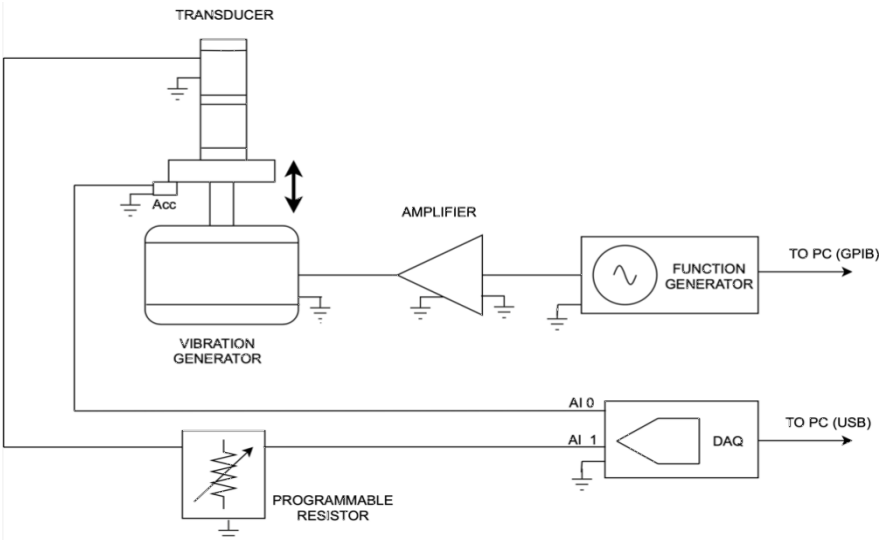 TRANSDUCER
Acc
AMPLIFIER
FUNCTION
GENERATOR
TO PC (GPIB)
VIBRATION
GENERATOR
AI 0
AI 1
DAQ
TO PC (USB)
PROGRAMMABLE
RESISTOR